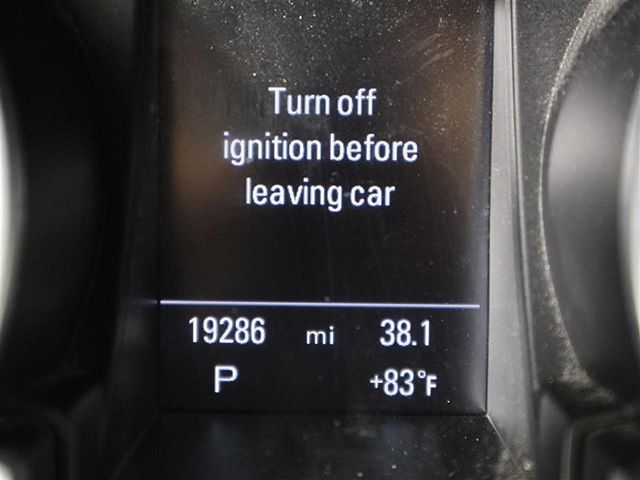 Turn off
ignition before
leaving car
19286 mi 38.1
P +83°F